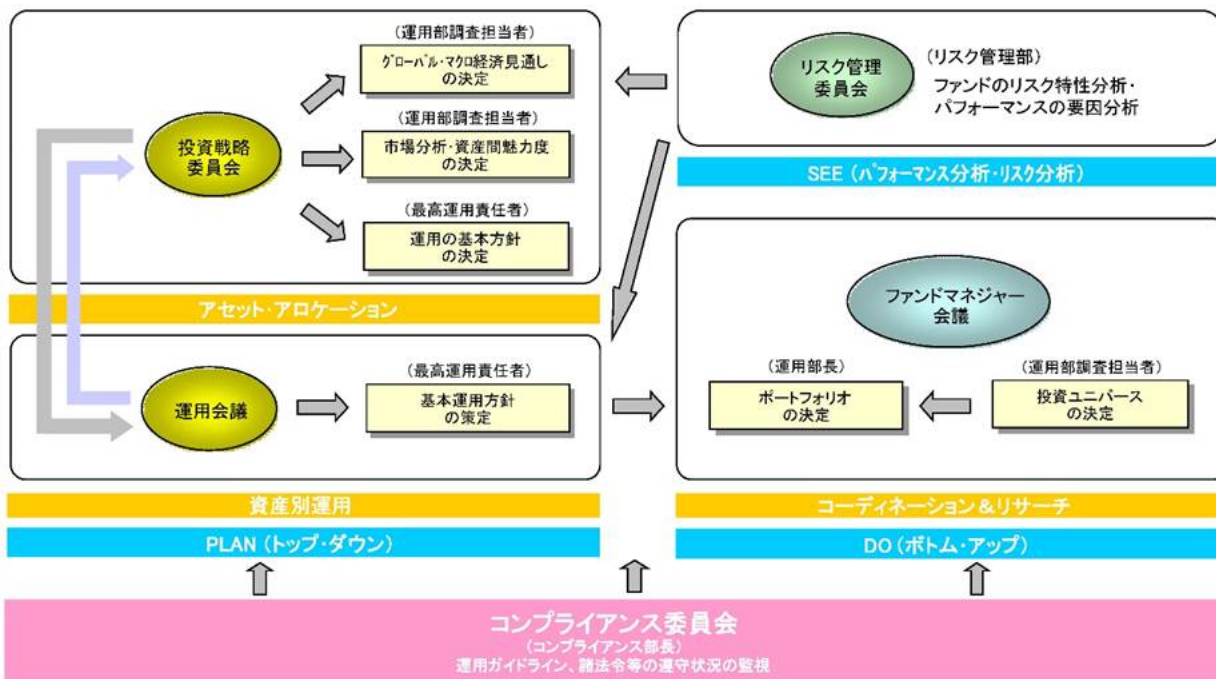 (運用部調査担当者)
ｸﾞﾛｰﾊﾞﾙ･ﾏｸﾛ経済見通し
の決定
(運用部調査担当者)
市場分析･資産間魅力度
の決定
(最高運用責任者)
運用の基本方針
の決定
投資戦略
委員会
アセット･アロケーション
運用会議
(最高運用責任者)
基本運用方針
の策定
資産別運用
PLAN (トップ･ダウン)
リスク管理
委員会
(リスク管理部)
ファンドのリスク特性分析･
パフォーマンスの要因分析
SEE (ﾊﾟﾌｫｰﾏﾝｽ分析･リスク分析)
ファンドマネジャー
会議
(運用部長)
ポートフォリオ
の決定
(運用部調査担当者)
投資ユニバース
の決定
コーディネーション＆リサーチ
DO (ボトム･アップ)
コンプライアンス委員会
(コンプライアンス部長)
運用ガイドライン、諸法令等の遵守状況の監視